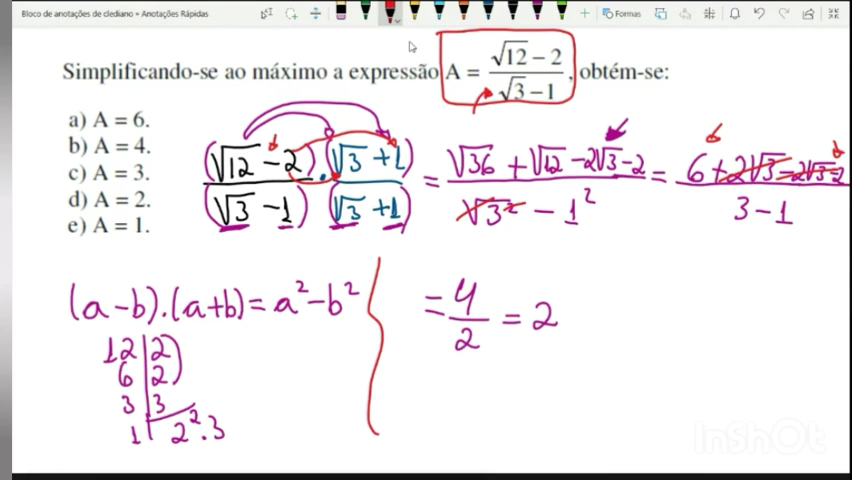 Bloco de anotações de clediano » Anotações Rápidas
Formas
Simplificando-se ao máximo a expressão A = (√12 − 2)/(√3 − 1), obtém-se:
a) A = 6.
b) A = 4.
c) A = 3.
d) A = 2.
e) A = 1.
(√12 − 2) . (√3 + 1) = √36 + √12 − 2√3 − 2 = 6 + 2√3 − 2√3 − 2
(√3 − 1) (√3 + 1) √3² − 1² 3 − 1
(a−b).(a+b) = a² − b²
= 4/2 = 2
12 | 2
6 | 2
3 | 3
1 | 2² . 3
InShOt